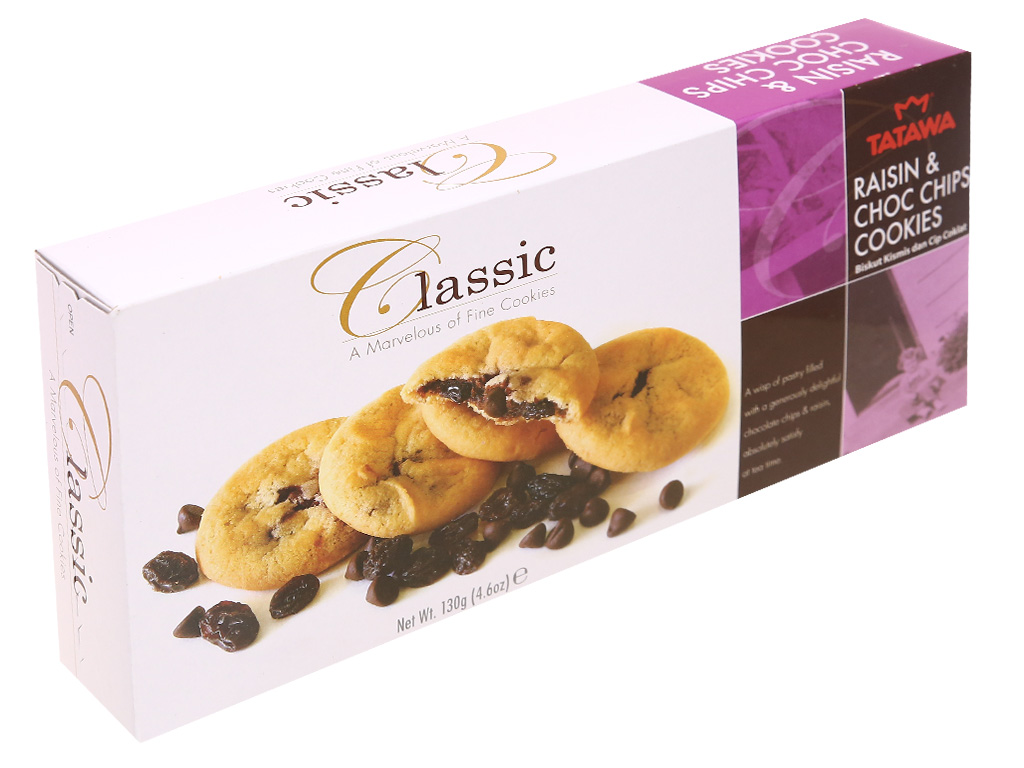 RAISIN &
CHOC CHIPS
COOKIES
Classic
A Marvelous of Fine Cookies
TATAWA
RAISIN &
CHOC CHIPS
COOKIES
Biskut Kismis dan Cip Coklat
Classic
A Marvelous of Fine Cookies
A wisp of pastry filled
with a generously delightful
chocolate chips & raisin,
absolutely satisfy
at tea time.
Net Wt. 130g (4.6oz) ℮
OPEN
Classic
A Marvelous of Fine Cookies